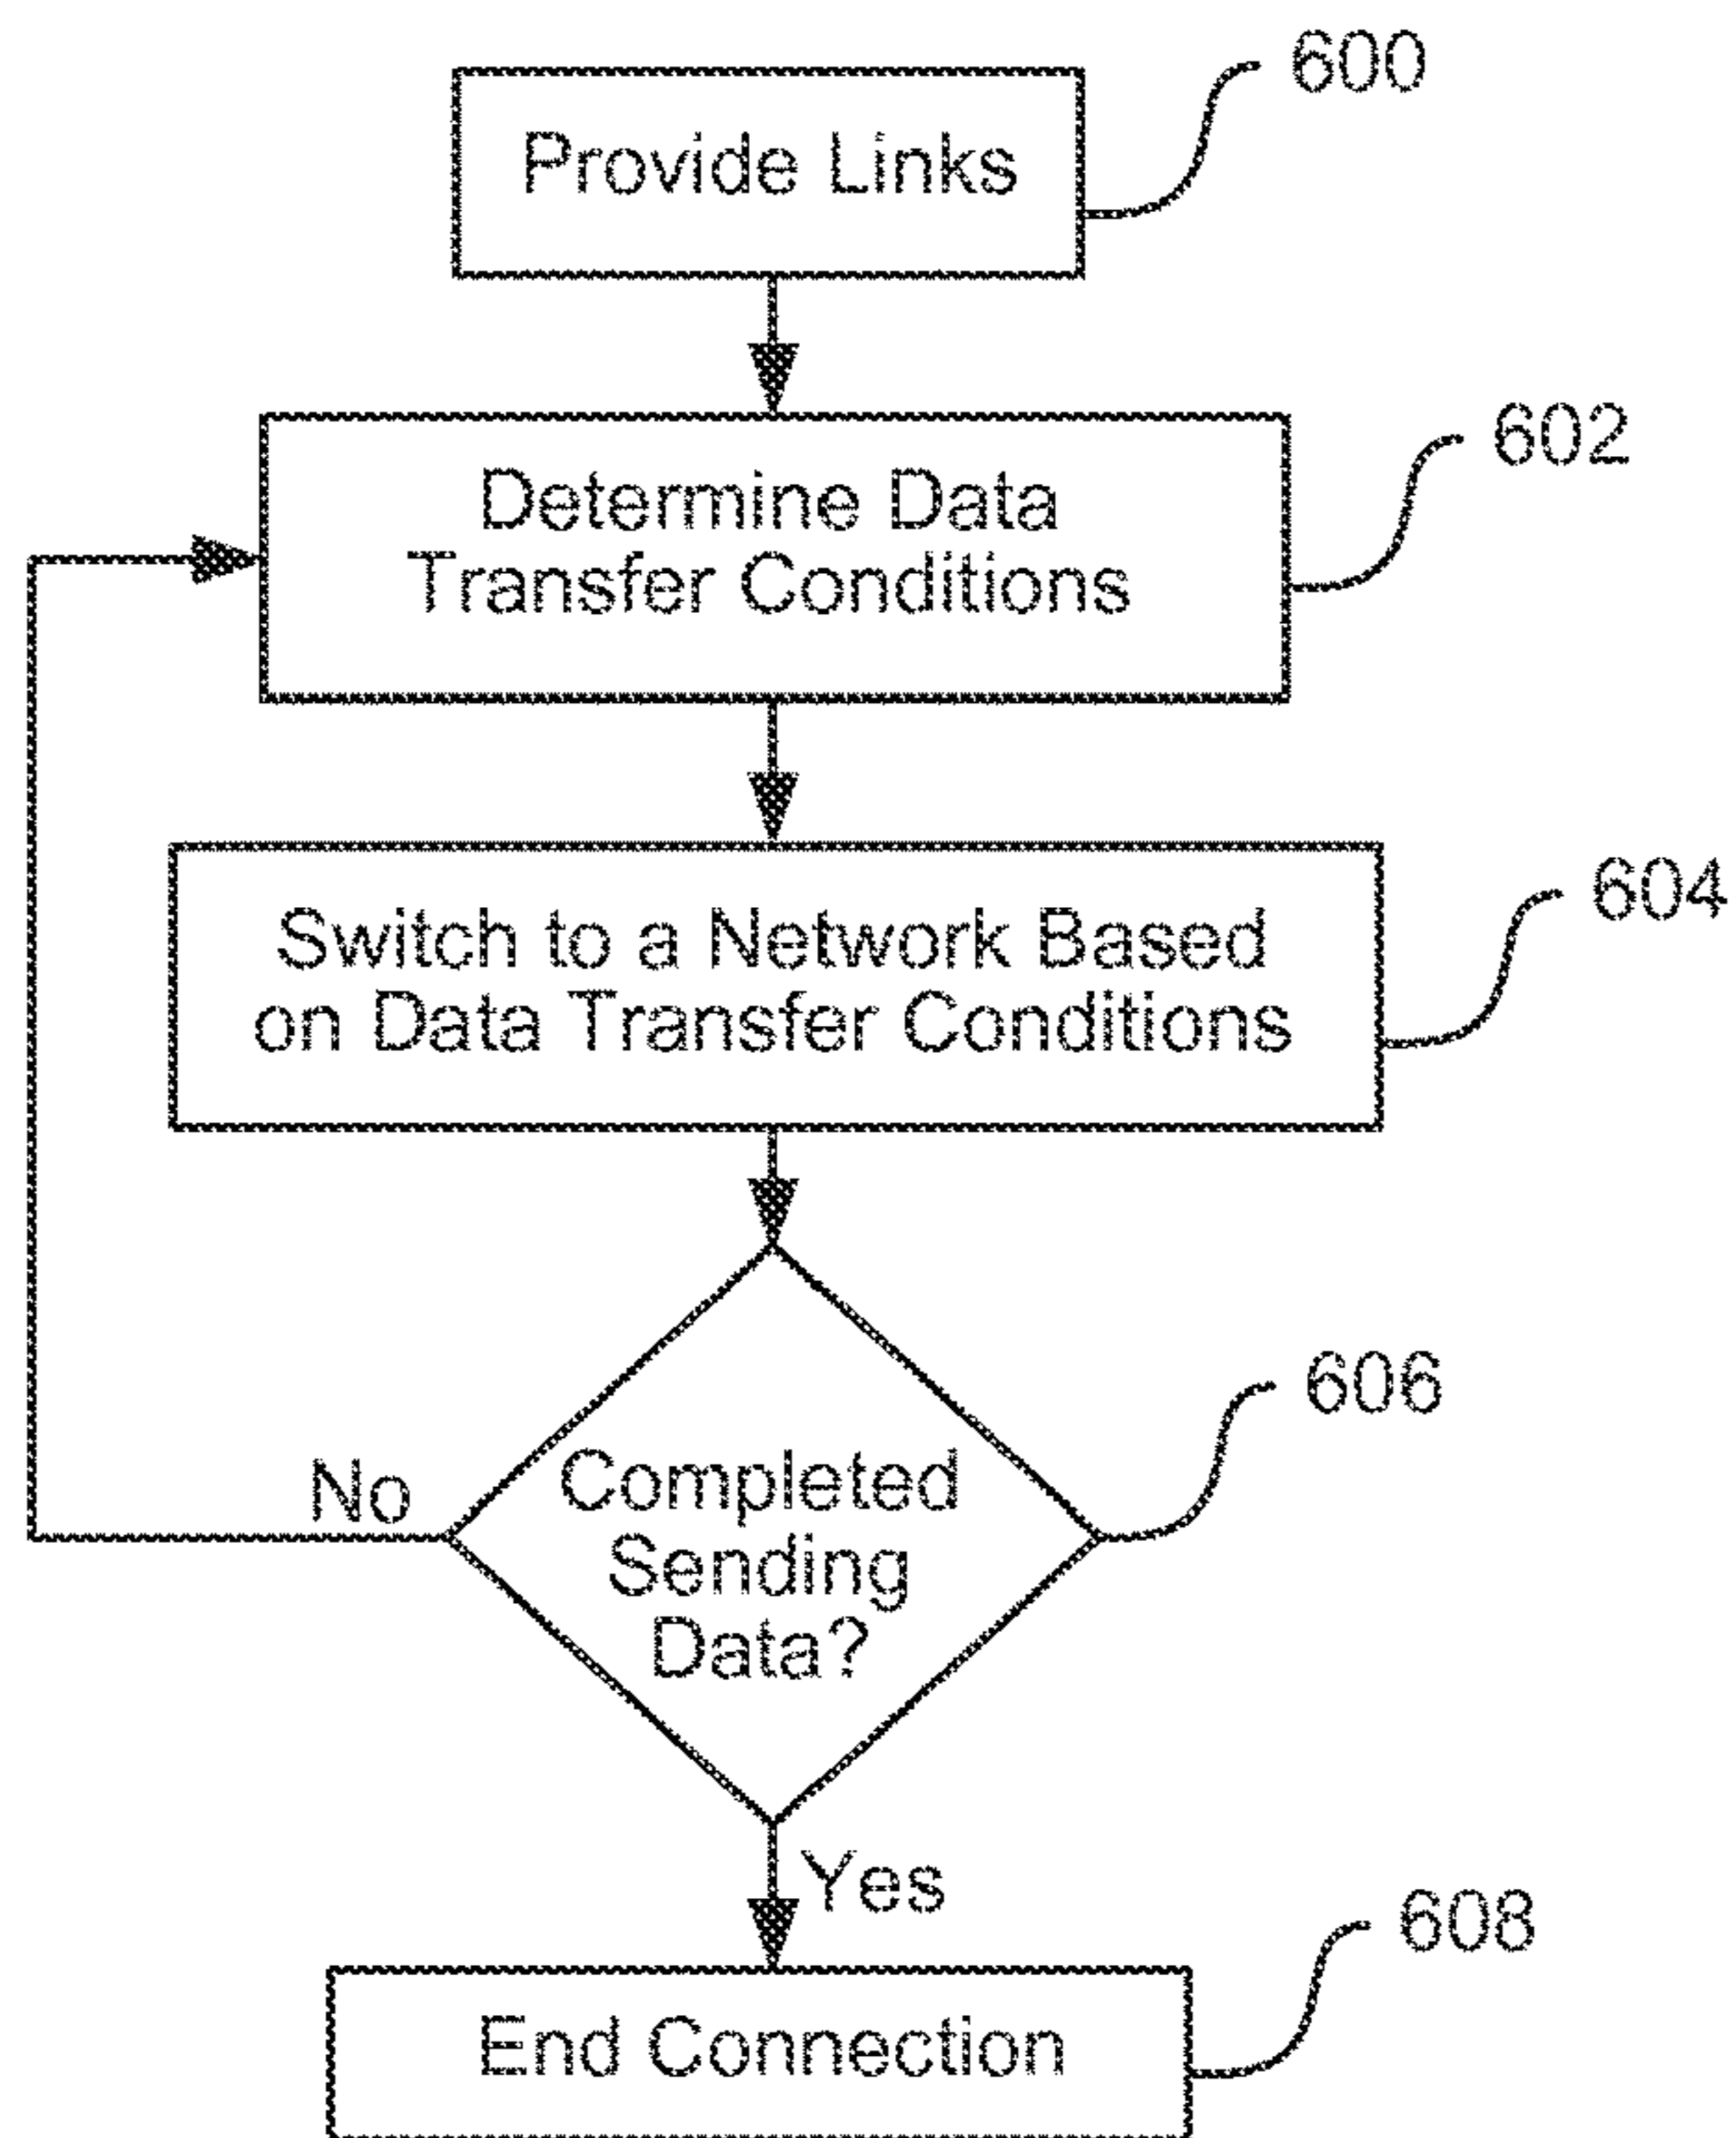 600
Provide Links
602
Determine Data
Transfer Conditions
604
Switch to a Network Based
on Data Transfer Conditions
606
Completed
Sending
Data?
No
Yes
608
End Connection